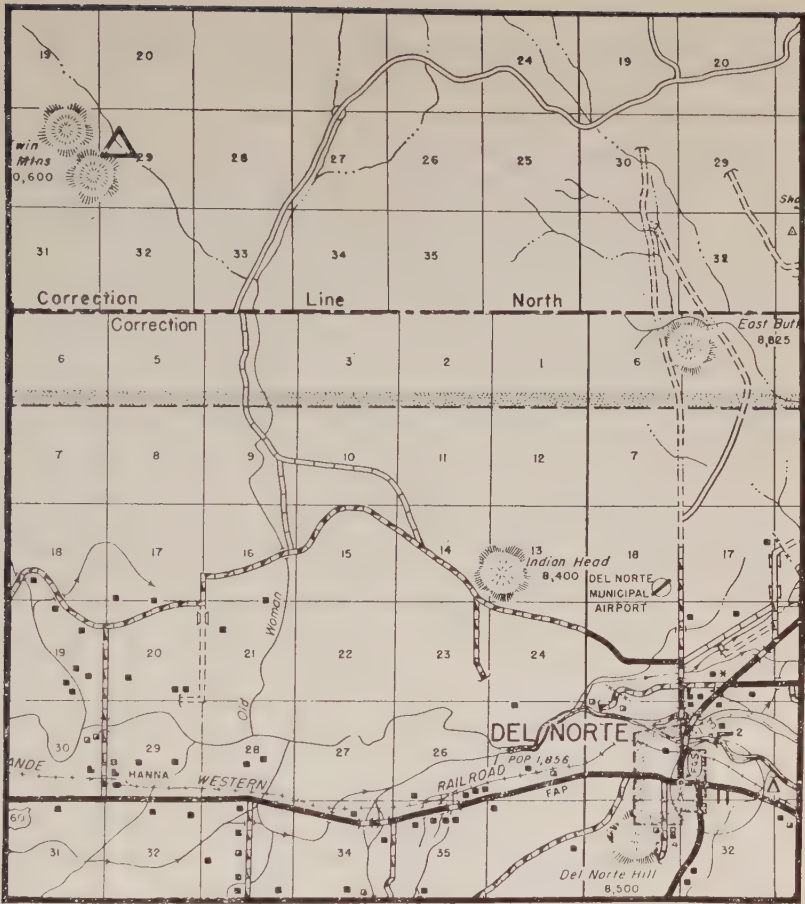 19 20 24 19 20
Mtns 29 28 27 26 25 30 29
0,600
31 32 33 34 35 32
Correction Line North
Correction
East Butt
8,825
6 5 3 2 1 6
7 8 9 10 11 12 7
18 17 16 15 14 13 18 17
Indian Head
8,400
DEL NORTE
MUNICIPAL
AIRPORT
19 20 21 22 23 24
Old Woman
30 29 28 27 26
DEL NORTE
2
POP 1,856
ANDE HANNA WESTERN RAILROAD
FAP
FAS
160
31 32 34 35 32
Del Norte Hill
8,500